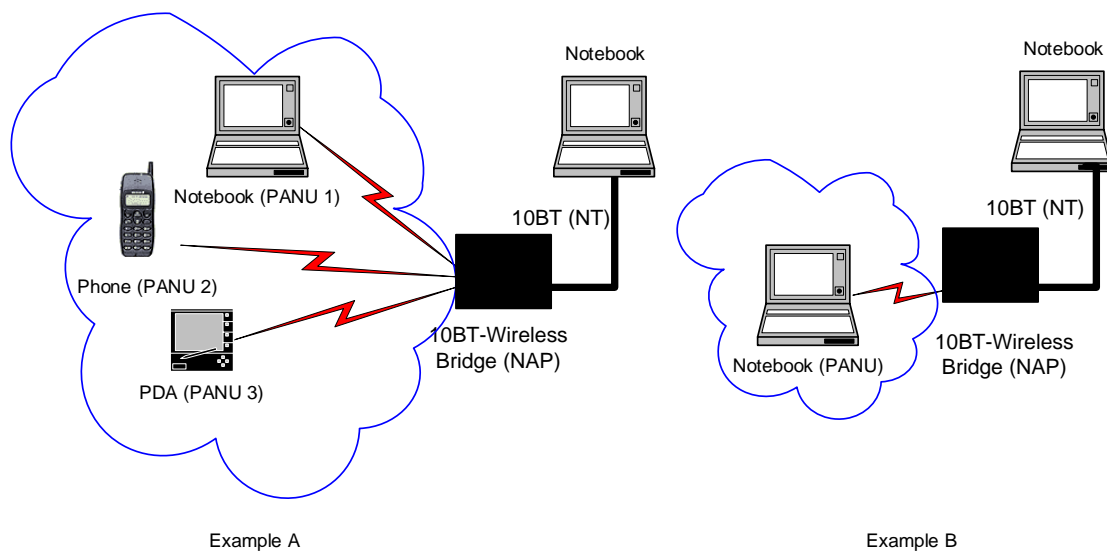 Notebook
Notebook (PANU 1)
10BT (NT)
Phone (PANU 2)
10BT-Wireless
Bridge (NAP)
PDA (PANU 3)
Example A
Notebook
10BT (NT)
10BT-Wireless
Bridge (NAP)
Notebook (PANU)
Example B